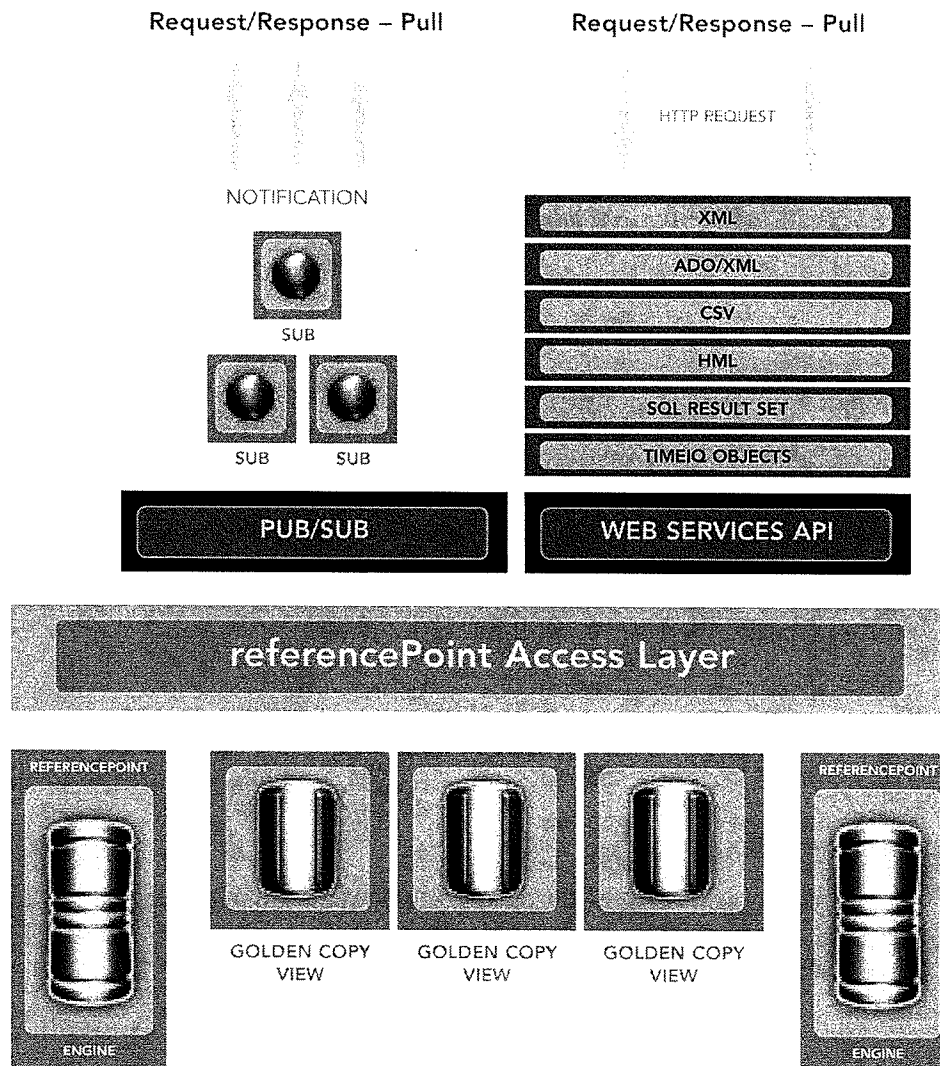 Request/Response – Pull
Request/Response – Pull
HTTP REQUEST
NOTIFICATION
SUB
SUB
SUB
XML
ADO/XML
CSV
HML
SQL RESULT SET
TIMEIQ OBJECTS
PUB/SUB
WEB SERVICES API
referencePoint Access Layer
REFERENCEPOINT
ENGINE
GOLDEN COPY
VIEW
GOLDEN COPY
VIEW
GOLDEN COPY
VIEW
REFERENCEPOINT
ENGINE